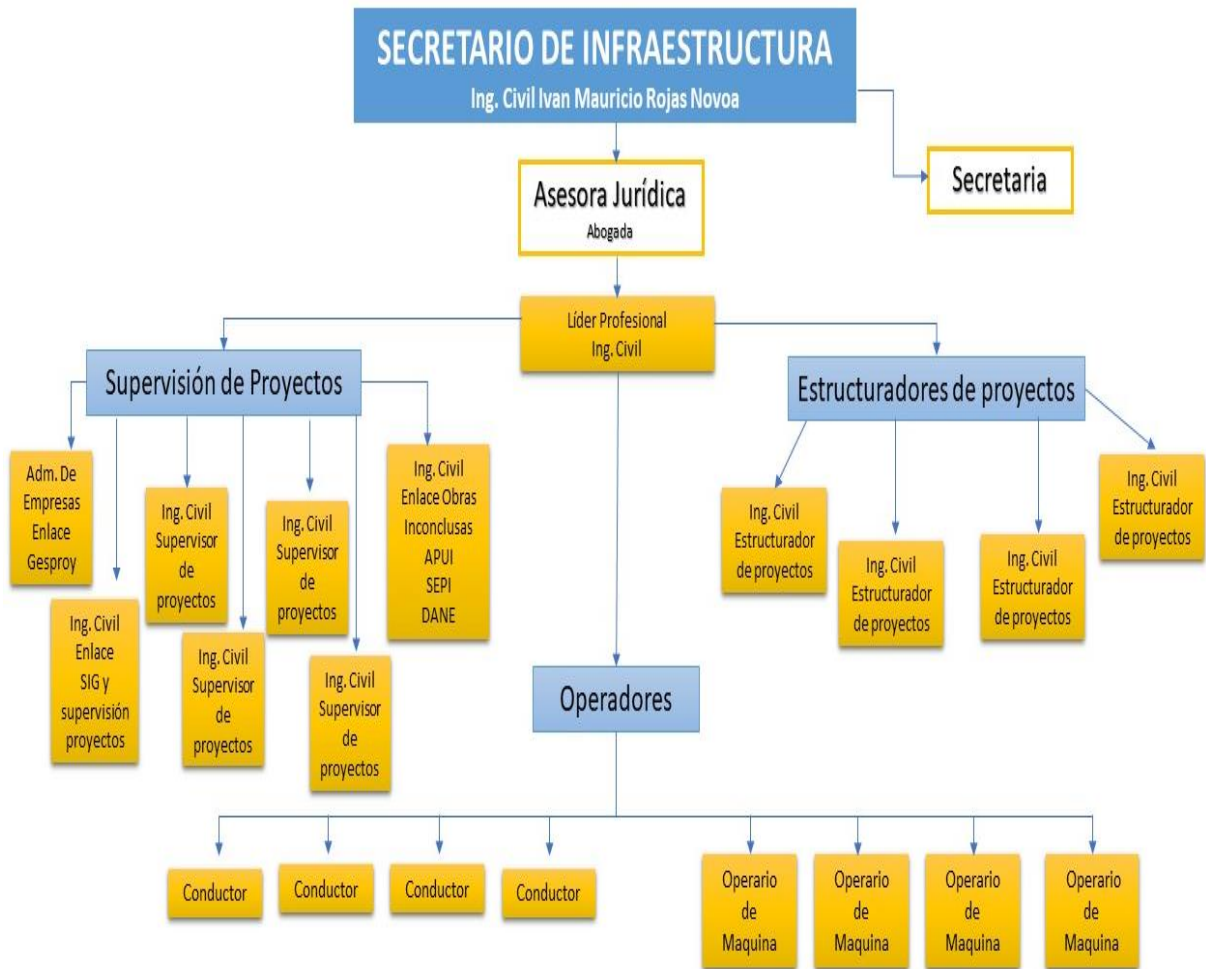 SECRETARIO DE INFRAESTRUCTURA
Ing. Civil Ivan Mauricio Rojas Novoa
Secretaria
Asesora Jurídica
Abogada
Líder Profesional
Ing. Civil
Supervisión de Proyectos
Estructuradores de proyectos
Adm. De
Empresas
Enlace
Gesproy
Ing. Civil
Enlace
SIG y
supervisión
proyectos
Ing. Civil
Supervisor
de
proyectos
Ing. Civil
Supervisor
de
proyectos
Ing. Civil
Supervisor
de
proyectos
Ing. Civil
Supervisor
de
proyectos
Ing. Civil
Enlace Obras
Inconclusas
APUI
SEPI
DANE
Ing. Civil
Estructurador
de proyectos
Ing. Civil
Estructurador
de proyectos
Ing. Civil
Estructurador
de proyectos
Ing. Civil
Estructurador
de proyectos
Operadores
Conductor
Conductor
Conductor
Conductor
Operario
de
Maquina
Operario
de
Maquina
Operario
de
Maquina
Operario
de
Maquina